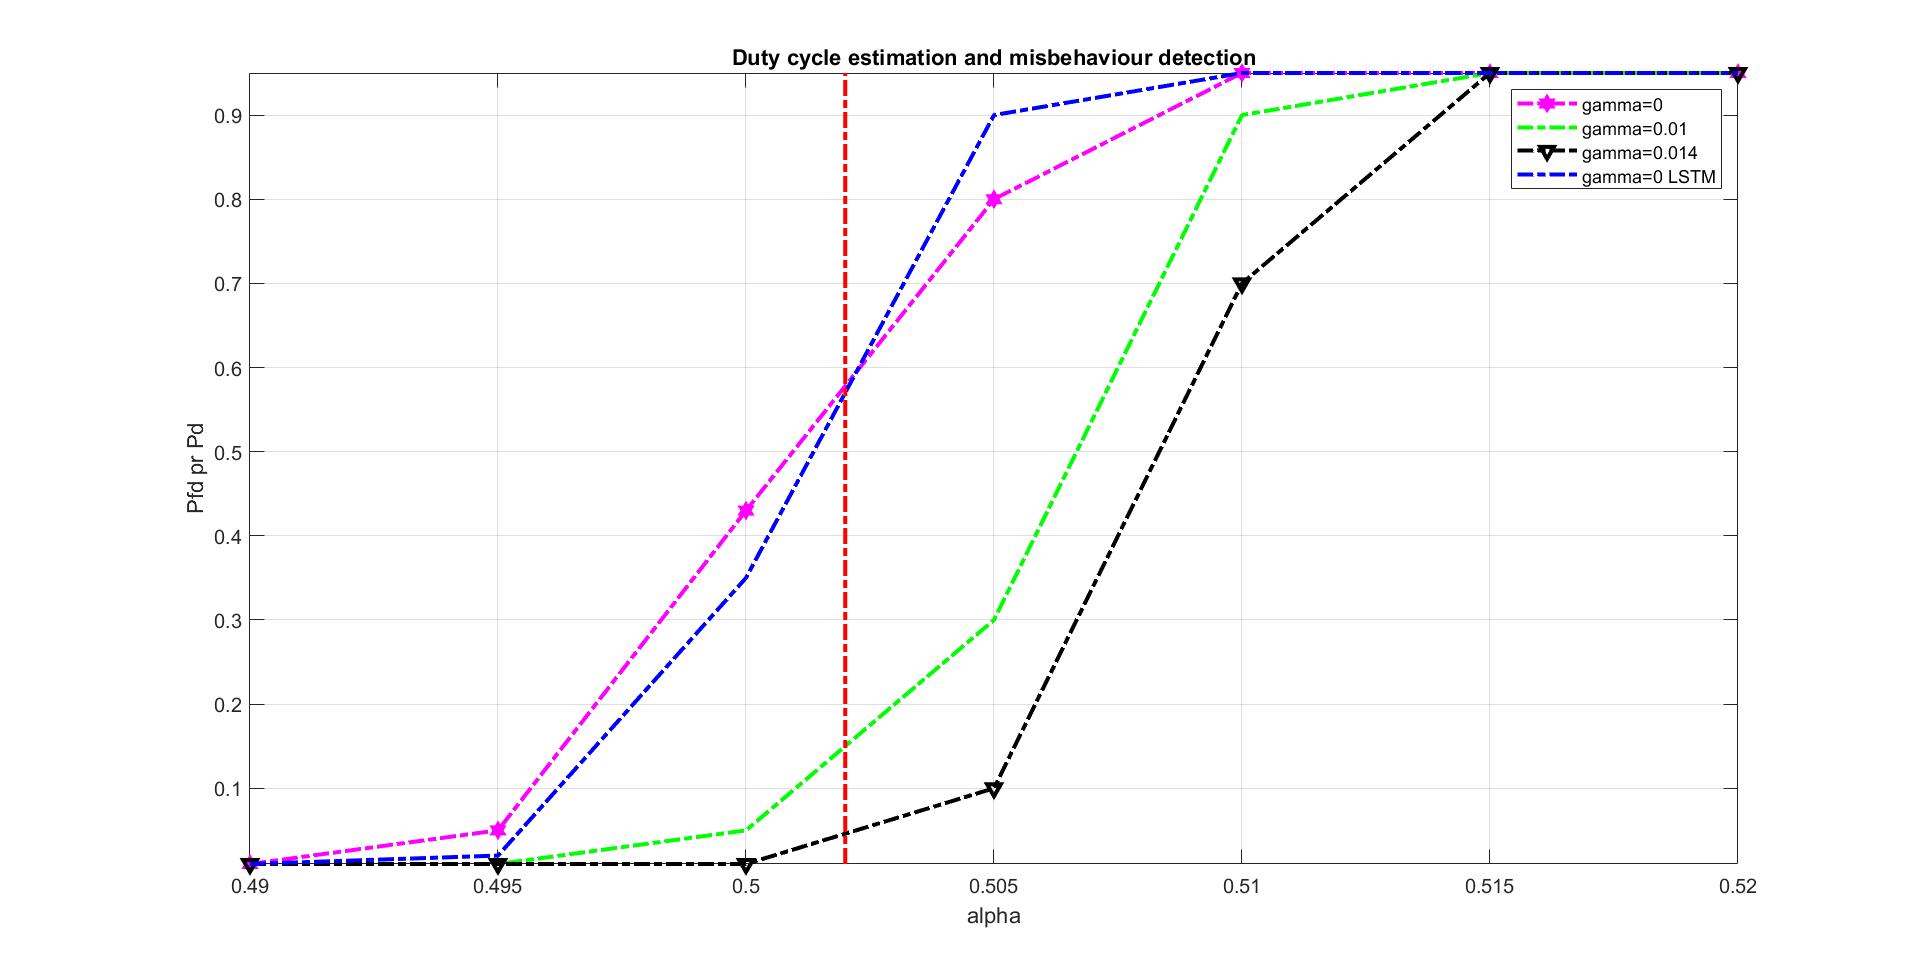 Duty cycle estimation and misbehaviour detection
gamma=0
gamma=0.01
gamma=0.014
gamma=0 LSTM
Pfd pr Pd
0.9
0.8
0.7
0.6
0.5
0.4
0.3
0.2
0.1
0.49 0.495 0.5 0.505 0.51 0.515 0.52
alpha